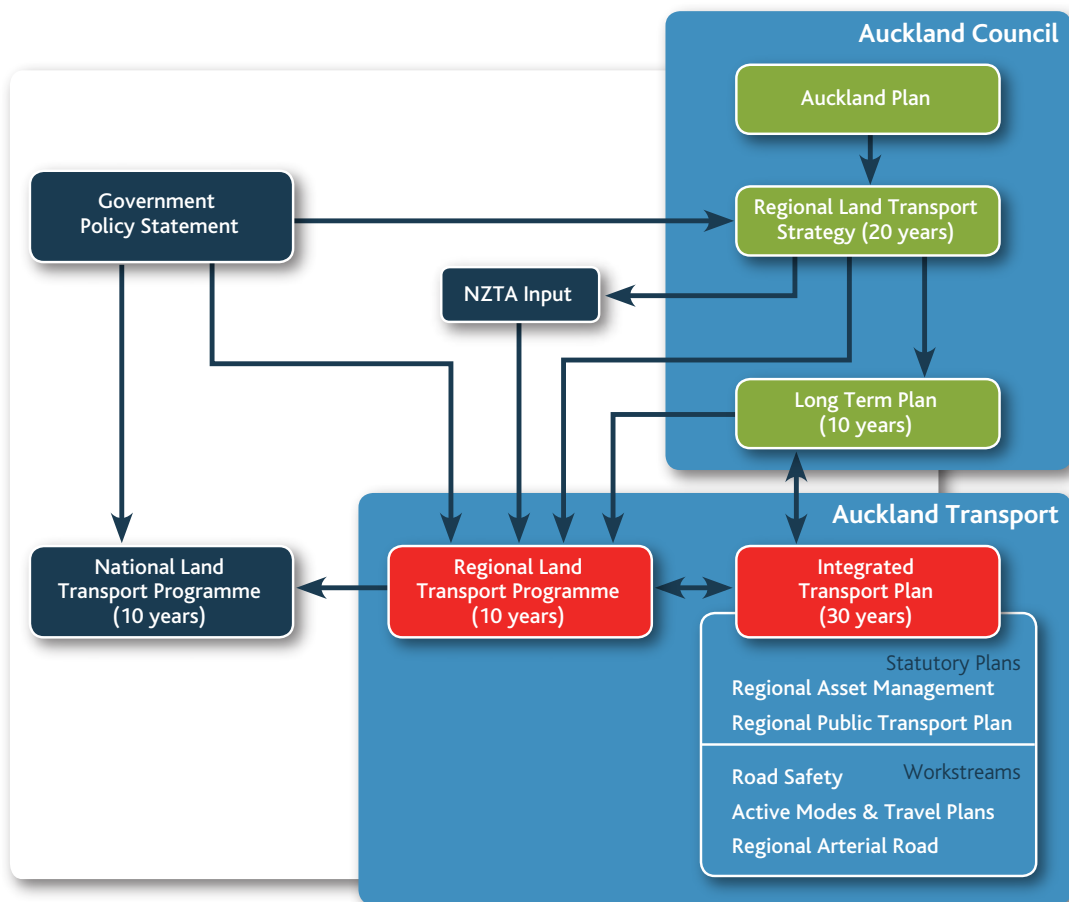 Auckland Council
Auckland Plan
Government
Policy Statement
Regional Land Transport
Strategy (20 years)
NZTA Input
Long Term Plan
(10 years)
Auckland Transport
National Land
Transport Programme
(10 years)
Regional Land
Transport Programme
(10 years)
Integrated
Transport Plan
(30 years)
Statutory Plans
Regional Asset Management
Regional Public Transport Plan
Road Safety
Workstreams
Active Modes & Travel Plans
Regional Arterial Road